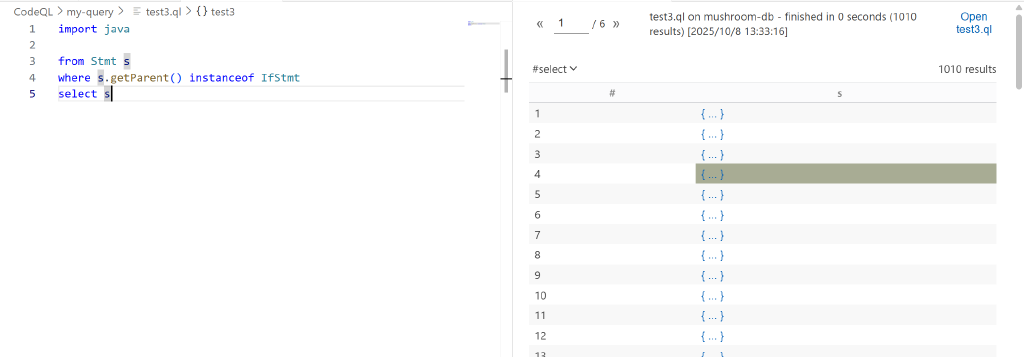 CodeQL > my-query > test3.ql > {} test3
1 import java
2
3 from Stmt s
4 where s.getParent() instanceof IfStmt
5 select s
« 1 / 6 »
test3.ql on mushroom-db - finished in 0 seconds (1010
results) [2025/10/8 13:33:16]
Open
test3.ql
#select
1010 results
# s
1 { ... }
2 { ... }
3 { ... }
4 { ... }
5 { ... }
6 { ... }
7 { ... }
8 { ... }
9 { ... }
10 { ... }
11 { ... }
12 { ... }
13 { ... }